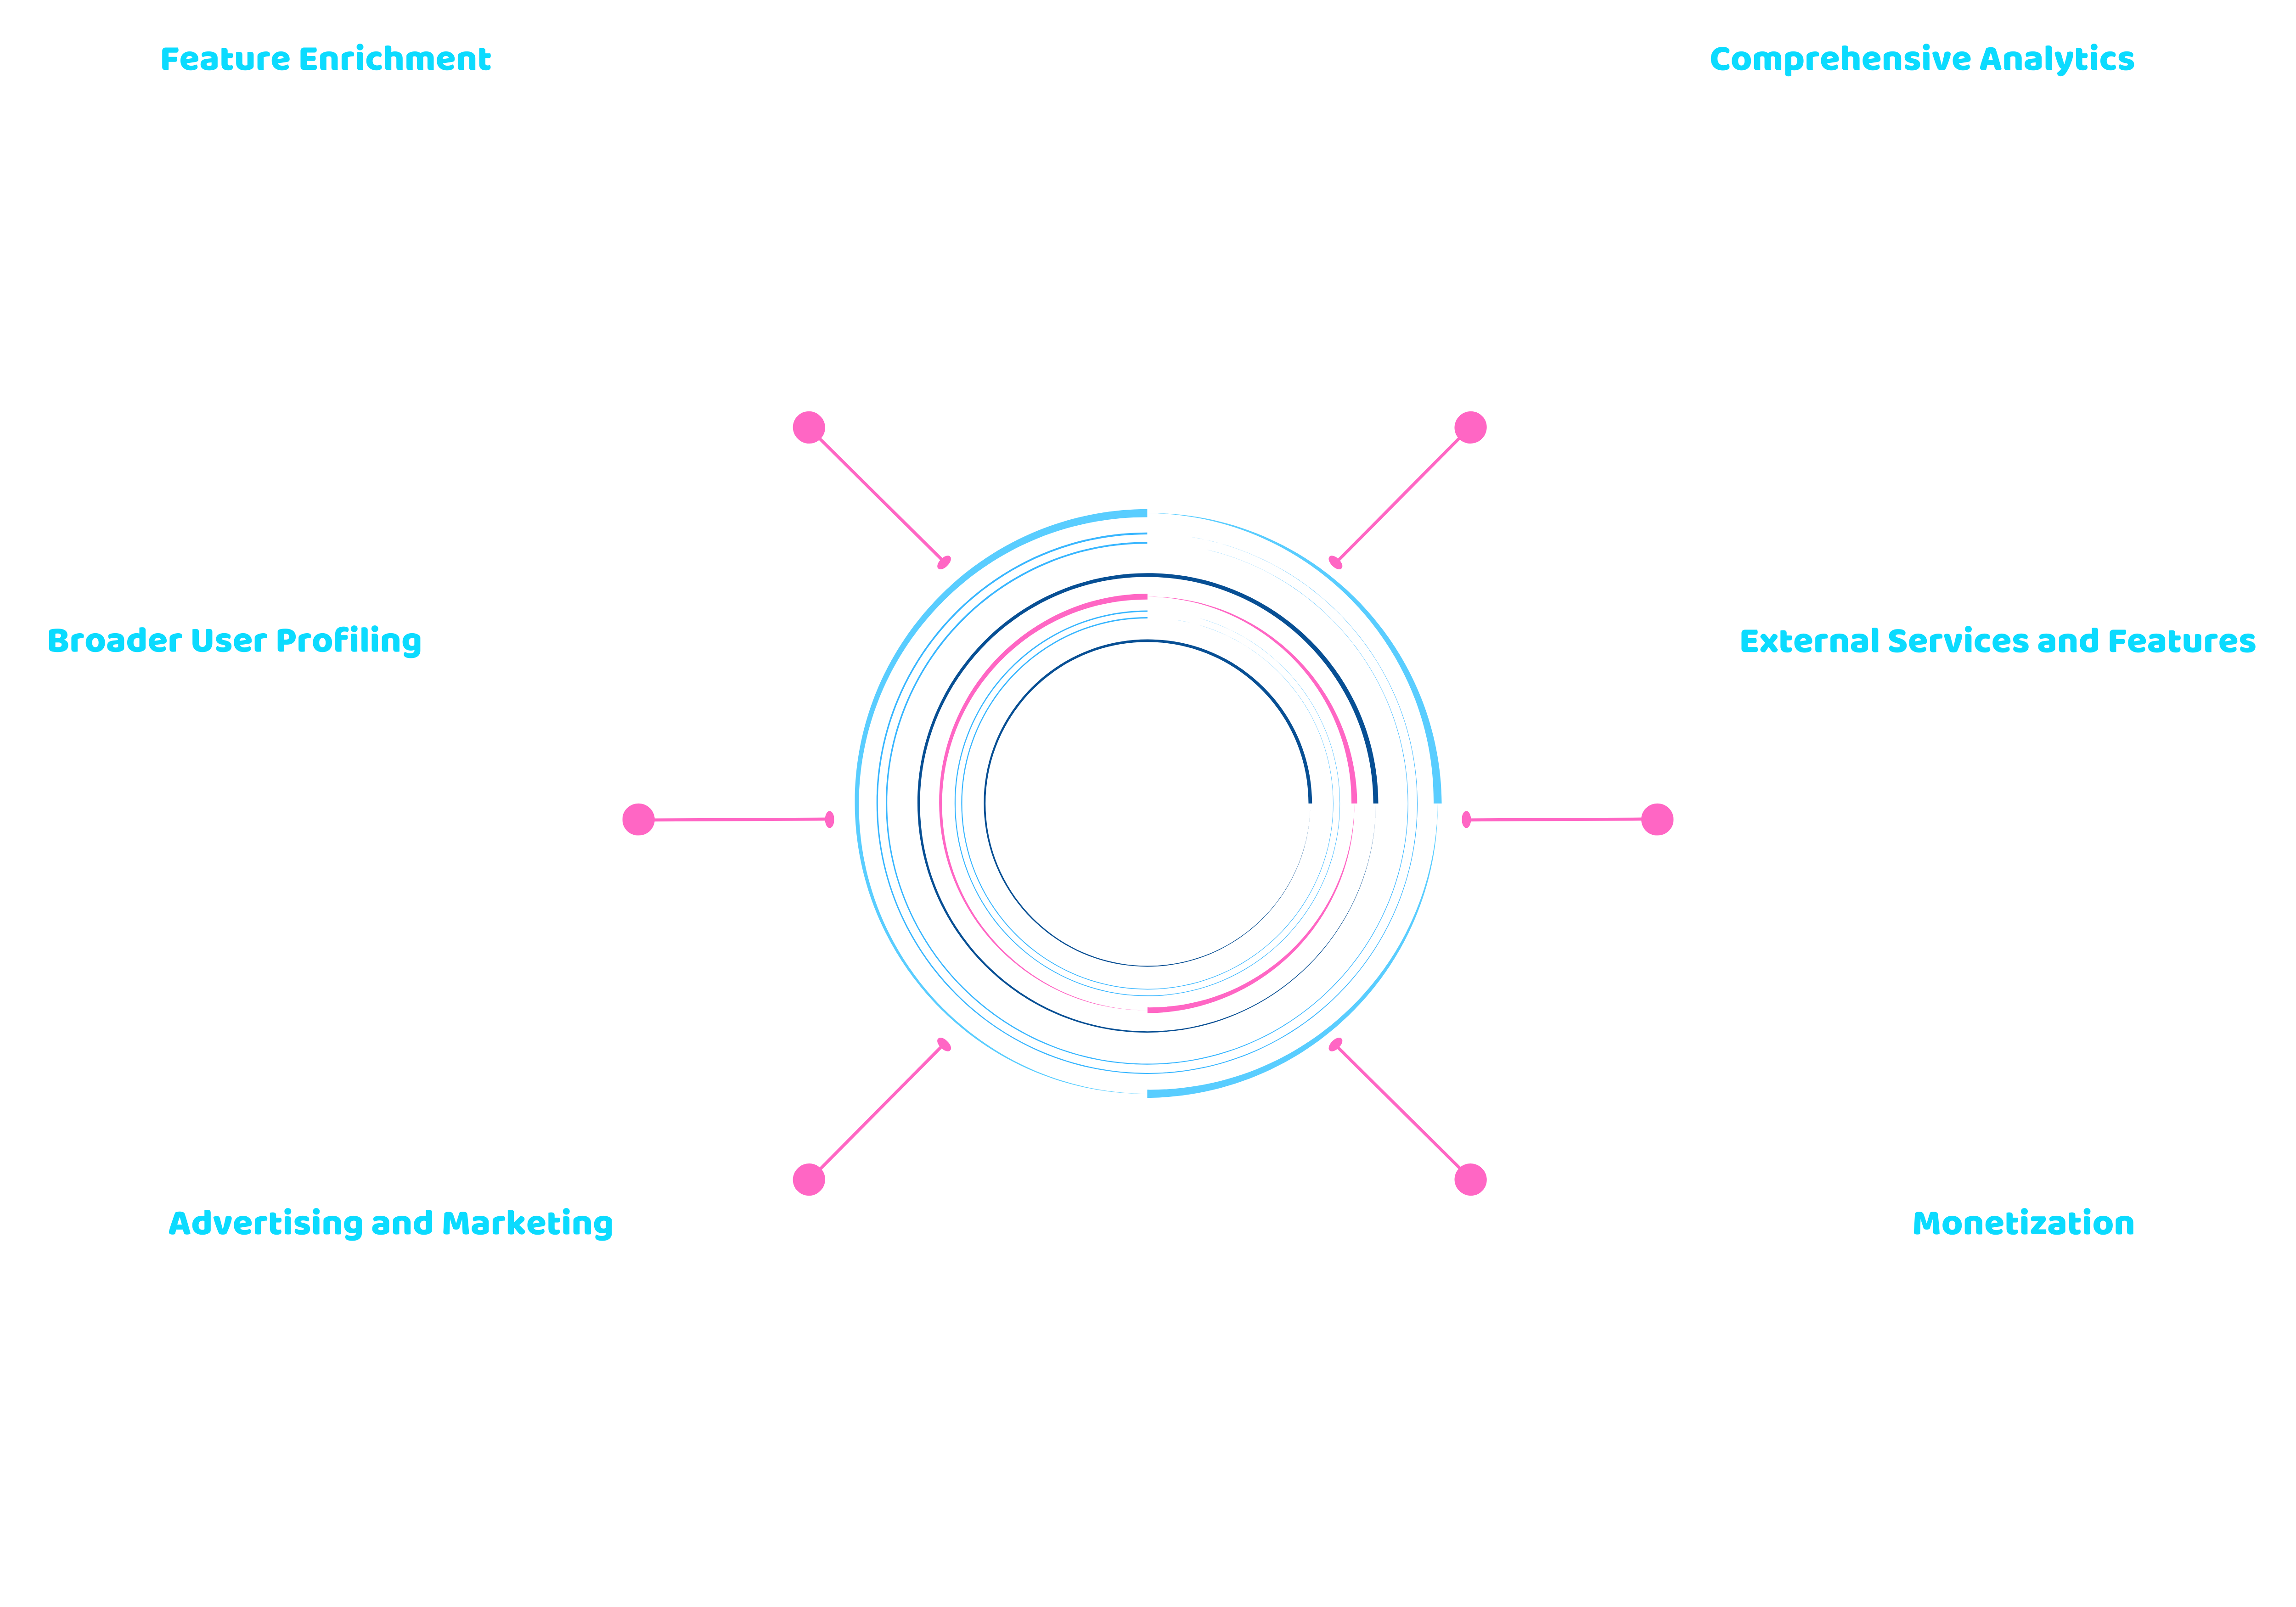 Feature Enrichment
Comprehensive Analytics
Broader User Profiling
External Services and Features
Advertising and Marketing
Monetization